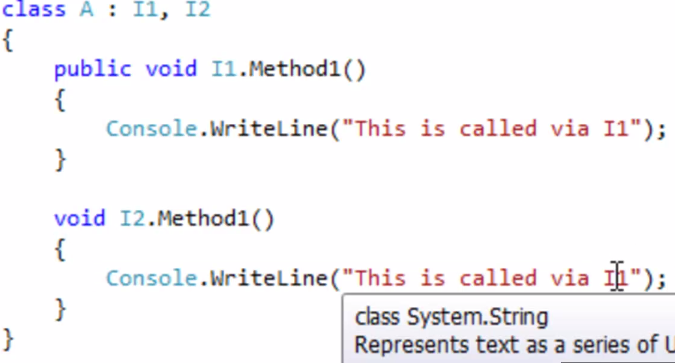 class A : I1, I2
{
public void I1.Method1()
{
Console.WriteLine("This is called via I1");
}
void I2.Method1()
{
Console.WriteLine("This is called via I1");
}
}
class System.String
Represents text as a series of U